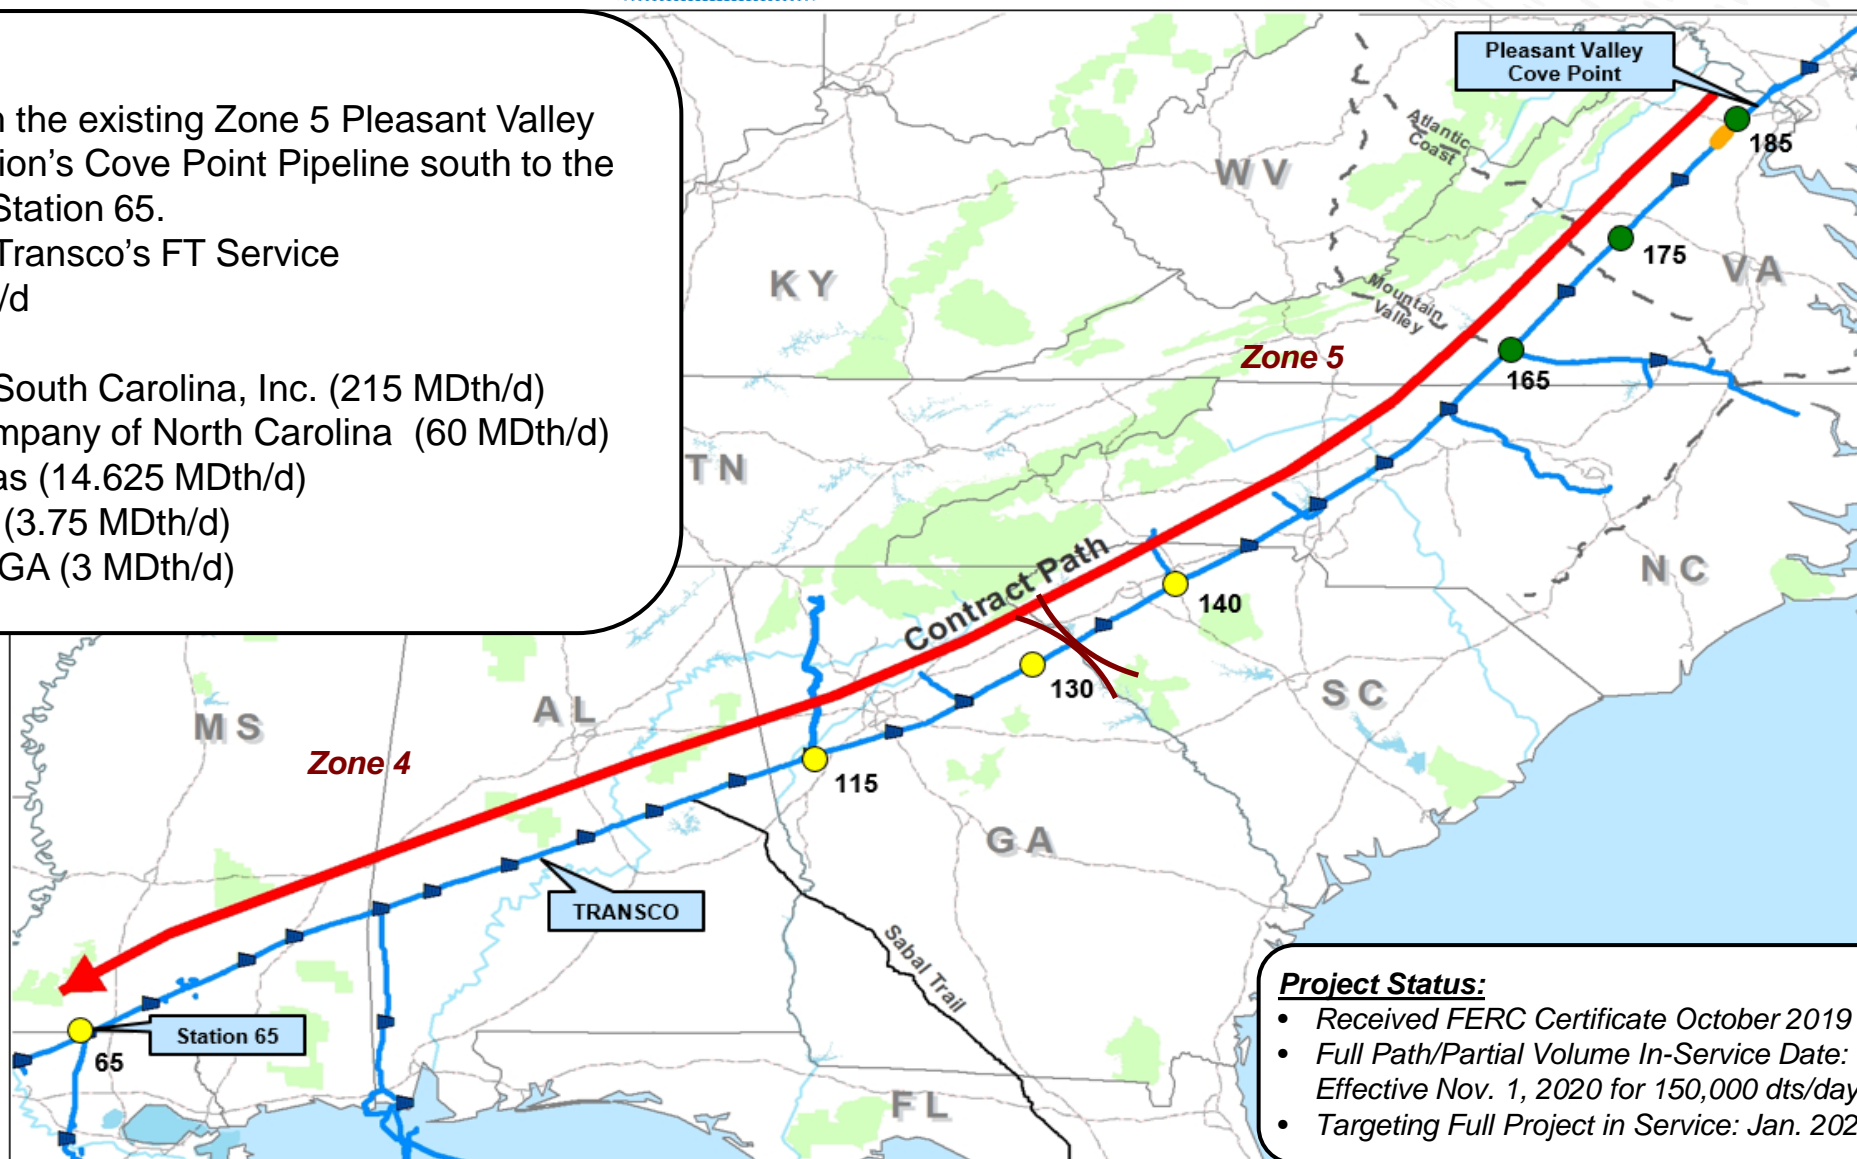 the existing Zone 5 Pleasant Valley
Cove Point Pipeline south to the
Station 65.
Transco's FT Service
/d
South Carolina, Inc. (215 MDth/d)
of North Carolina (60 MDth/d)
(14.625 MDth/d)
(3.75 MDth/d)
GA (3 MDth/d)
Pleasant Valley
Cove Point
Atlantic
Coast
185
WV
175
VA
KY
Mountain
Valley
Zone 5
165
TN
Contract Path
140
NC
130
SC
MS
AL
Zone 4
115
GA
TRANSCO
Sabal Trail
Station 65
65
FL
Project Status:
• Received FERC Certificate October 2019
• Full Path/Partial Volume In-Service Date:
Effective Nov. 1, 2020 for 150,000 dts/day
• Targeting Full Project in Service: Jan. 202